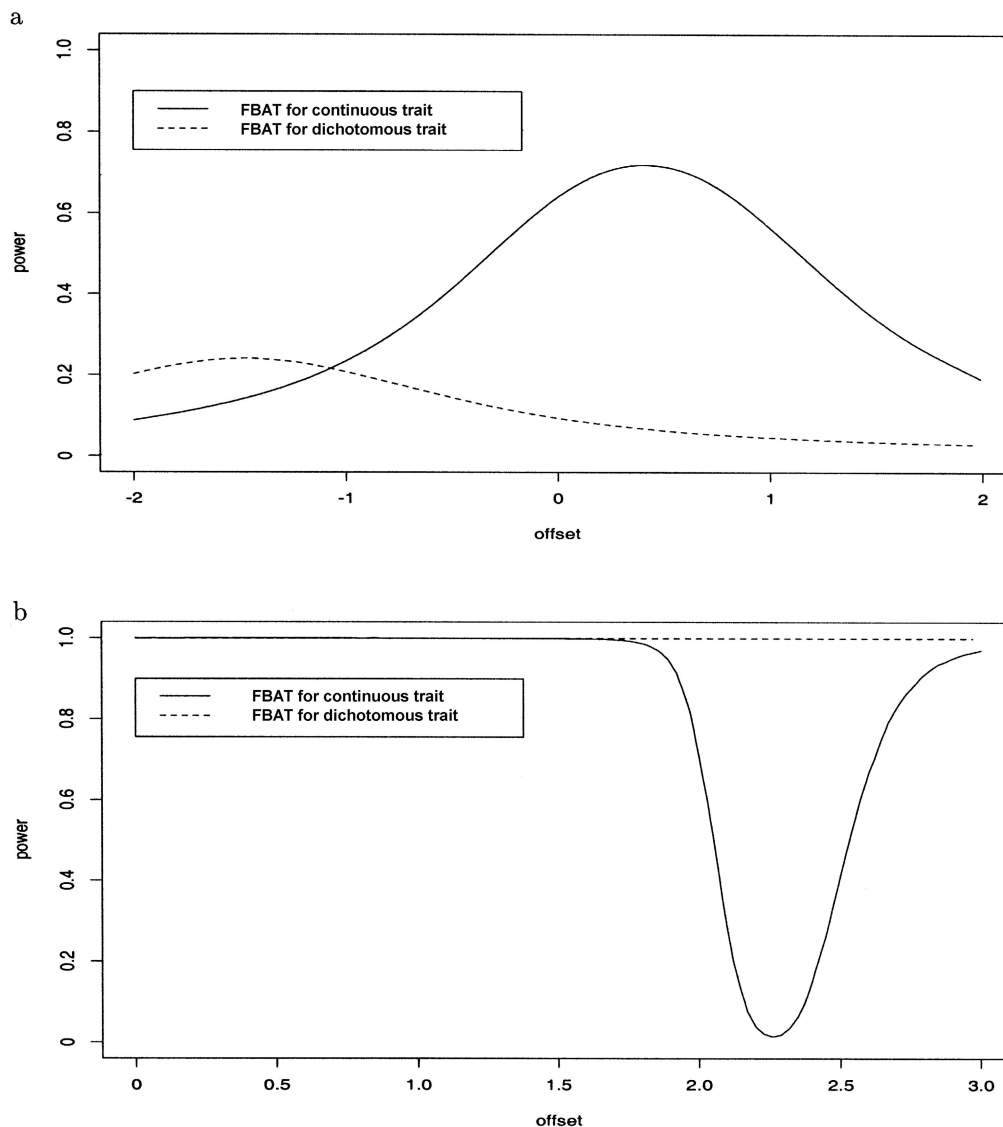 a
1.0
0.8
0.6
0.4
0.2
0
power
FBAT for continuous trait
FBAT for dichotomous trait
-2 -1 0 1 2
offset
b
1.0
0.8
0.6
0.4
0.2
0
power
FBAT for continuous trait
FBAT for dichotomous trait
0 0.5 1.0 1.5 2.0 2.5 3.0
offset